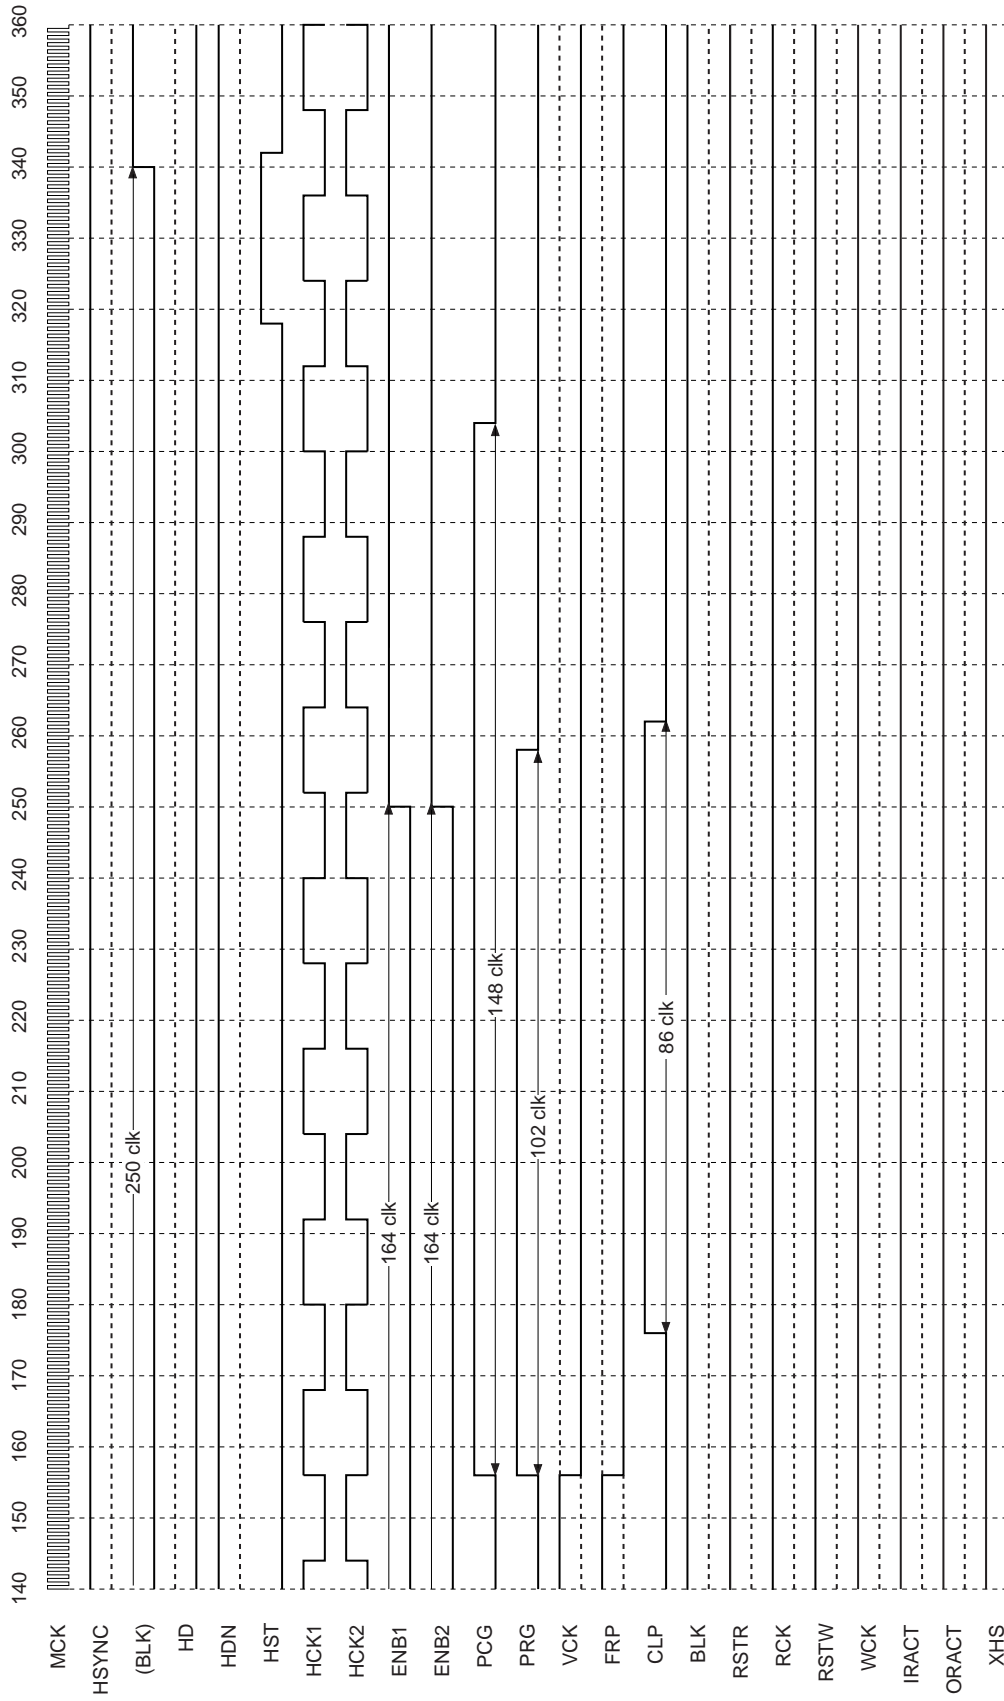 140 150 160 170 180 190 200 210 220 230 240 250 260 270 280 290 300 310 320 330 340 350 360
MCK
HSYNC
(BLK) 250 clk
HD
HDN
HST
HCK1
HCK2
ENB1 164 clk
ENB2 164 clk
PCG 148 clk
PRG 102 clk
VCK
FRP
CLP 86 clk
BLK
RSTR
RCK
RSTW
WCK
IRACT
ORACT
XHS